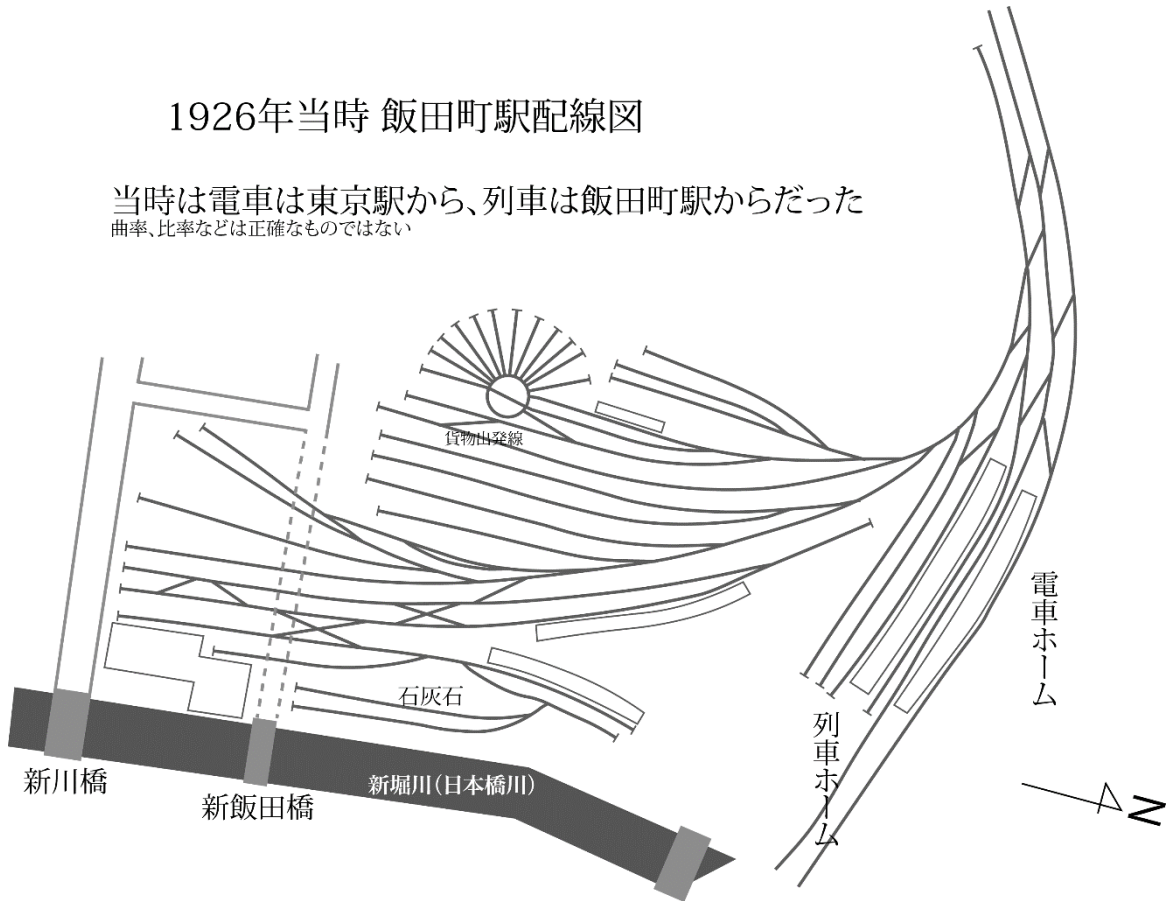 1926年当時 飯田町駅配線図
当時は電車は東京駅から、列車は飯田町駅からだった
曲率、比率などは正確なものではない
貨物出発線
電車ホーム
石灰石
列車ホーム
新川橋
新飯田橋
新堀川(日本橋川)
N